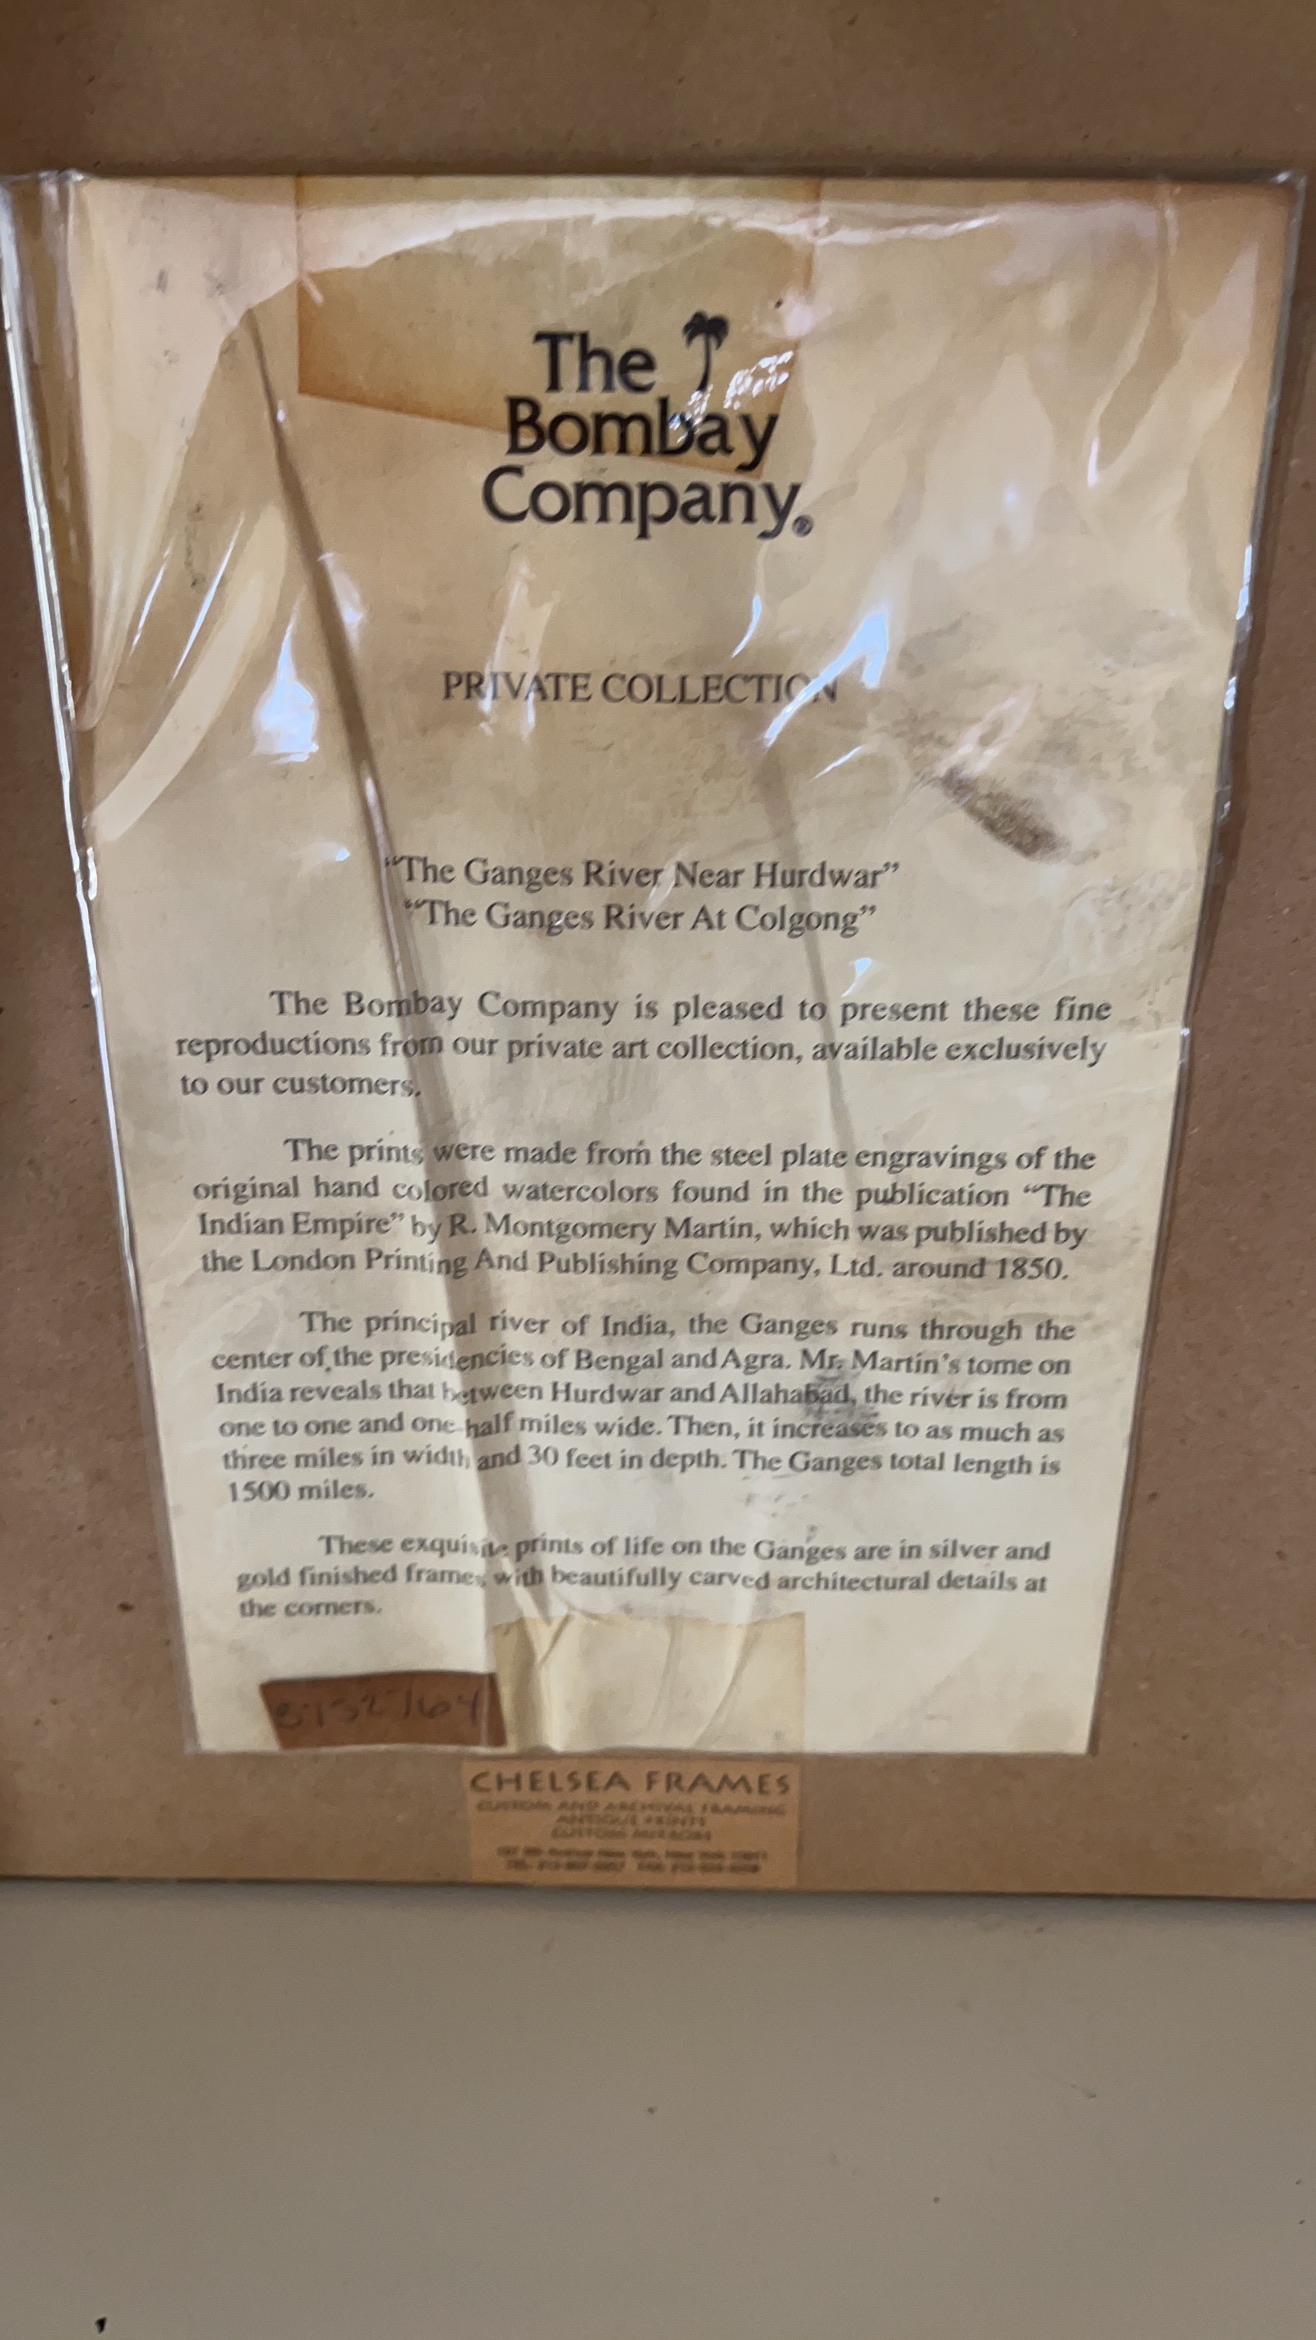 The
Bombay
Company®
PRIVATE COLLECTION
“The Ganges River Near Hurdwar”
“The Ganges River At Colgong”
The Bombay Company is pleased to present these fine
reproductions from our private art collection, available exclusively
to our customers.
The prints were made from the steel plate engravings of the
original hand colored watercolors found in the publication “The
Indian Empire” by R. Montgomery Martin, which was published by
the London Printing And Publishing Company, Ltd. around 1850.
The principal river of India, the Ganges runs through the
center of the presidencies of Bengal and Agra. Mr. Martin’s tome on
India reveals that between Hurdwar and Allahabad, the river is from
one to one and one half miles wide. Then, it increases to as much as
three miles in width and 30 feet in depth. The Ganges total length is
1500 miles.
These exquisite prints of life on the Ganges are in silver and
gold finished frames with beautifully carved architectural details at
the corners.
CHELSEA FRAMES
CUSTOM AND ARCHIVAL FRAMING
ANTIQUE PRINTS
CUSTOM MIRRORS